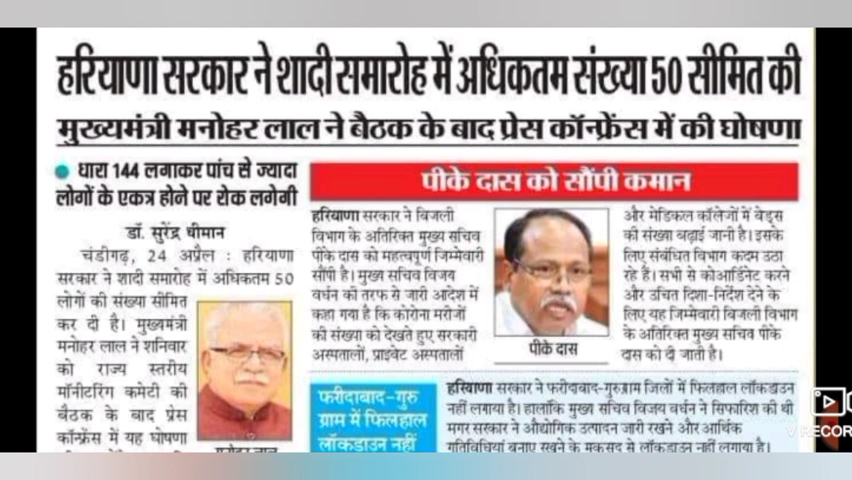 हरियाणा सरकार ने शादी समारोह में अधिकतम संख्या 50 सीमित की
मुख्यमंत्री मनोहर लाल ने बैठक के बाद प्रेस कॉन्फ्रेंस में की घोषणा
धारा 144 लगाकर पांच से ज्यादा
लोगों के एकत्र होने पर रोक लगेगी
डॉ. सुरेंद्र धीमान
चंडीगढ़, 24 अप्रैल : हरियाणा
सरकार ने शादी समारोह में अधिकतम 50
लोगों की संख्या सीमित
कर दी है। मुख्यमंत्री
मनोहर लाल ने शनिवार
को राज्य स्तरीय
मॉनीटरिंग कमेटी की
बैठक के बाद प्रेस
कॉन्फ्रेंस में यह घोषणा
मनोहर लाल
पीके दास को सौंपी कमान
हरियाणा सरकार ने बिजली
विभाग के अतिरिक्त मुख्य सचिव
पीके दास को महत्वपूर्ण जिम्मेवारी
सौंपी है। मुख्य सचिव विजय
वर्धन को तरफ से जारी आदेश में
कहा गया है कि कोरोना मरीजों
की संख्या को देखते हुए सरकारी
अस्पतालों, प्राइवेट अस्पतालों
पीके दास
और मेडिकल कॉलेजों में बेड्स
की संख्या बढ़ाई जानी है। इसके
लिए संबंधित विभाग कदम उठा
रहे हैं। सभी से कोआर्डिनेट करने
और उचित दिशा-निर्देश देने के
लिए यह जिम्मेवारी बिजली विभाग
के अतिरिक्त मुख्य सचिव पीके
दास को दी जाती है।
फरीदाबाद-गुरु
ग्राम में फिलहाल
लॉकडाउन नहीं
हरियाणा सरकार ने फरीदाबाद-गुरुग्राम जिलों में फिलहाल लॉकडाउन
नहीं लगाया है। हालांकि मुख्य सचिव विजय वर्धन ने सिफारिश की थी
मगर सरकार ने औद्योगिक उत्पादन जारी रखने और आर्थिक
गतिविधियां बनाए रखने के मकसद से लॉकडाउन नहीं लगाया है।
V RECOR